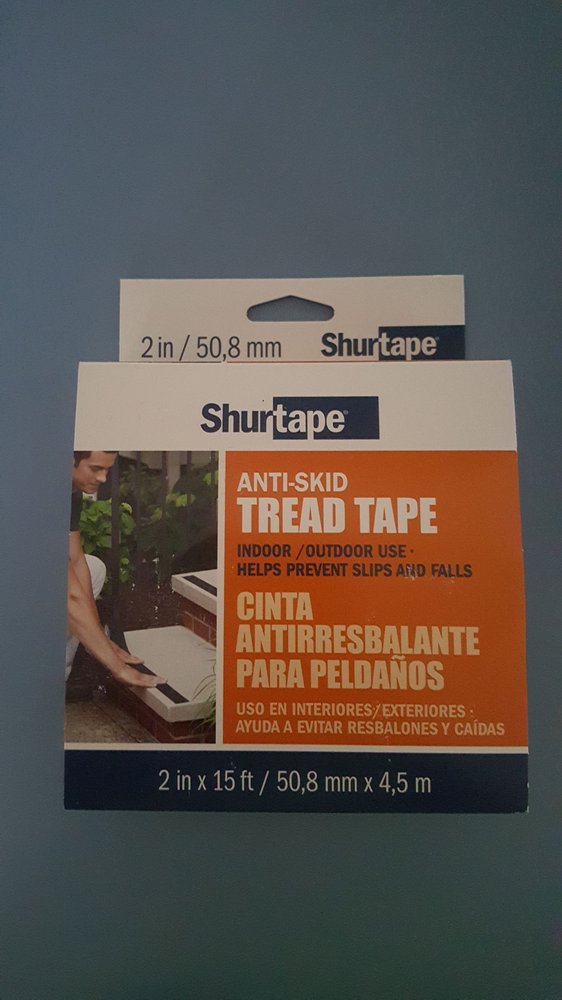 2 in / 50,8 mm Shurtape®
Shurtape®
ANTI-SKID
TREAD TAPE
INDOOR / OUTDOOR USE ·
HELPS PREVENT SLIPS AND FALLS
CINTA
ANTIRRESBALANTE
PARA PELDAÑOS
USO EN INTERIORES/EXTERIORES ·
AYUDA A EVITAR RESBALONES Y CAÍDAS
2 in x 15 ft / 50,8 mm x 4,5 m